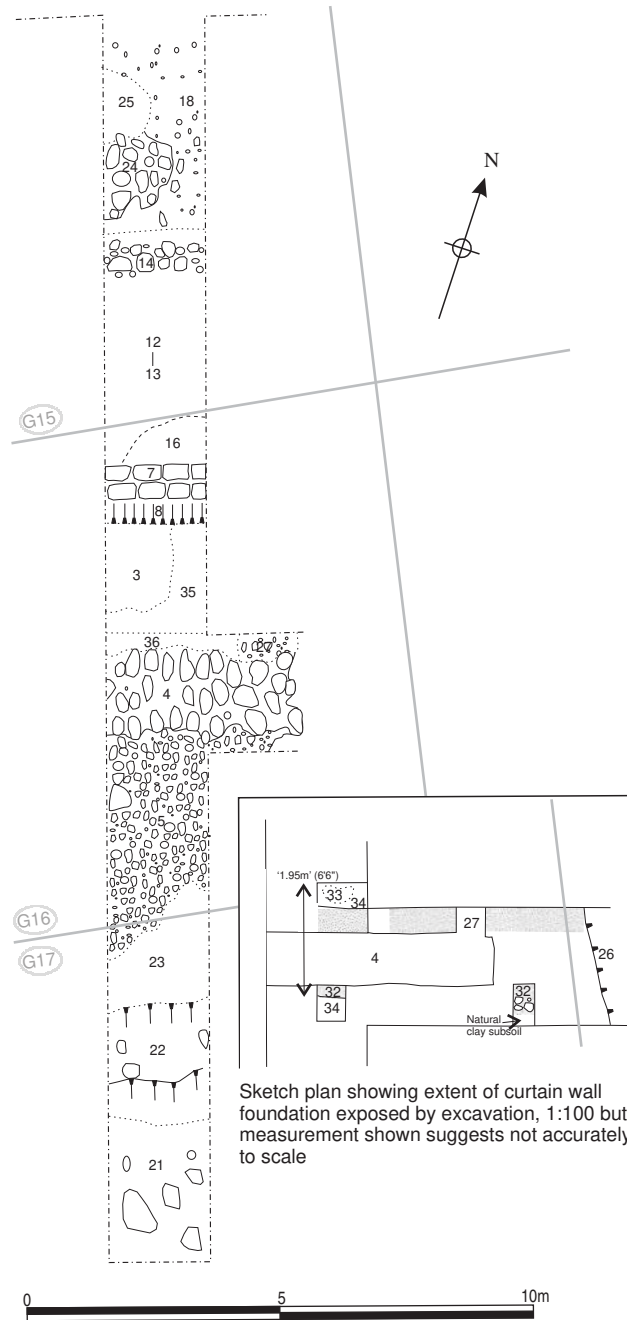 25
18
24
N
14
12
13
G15
16
7
8
3
35
36
27
4
5
'1.95m' (6'6")
33
34
27
26
4
32
34
32
Natural
clay subsoil
G16
G17
23
22
21
Sketch plan showing extent of curtain wall
foundation exposed by excavation, 1:100 but
measurement shown suggests not accurately
to scale
0
5
10m